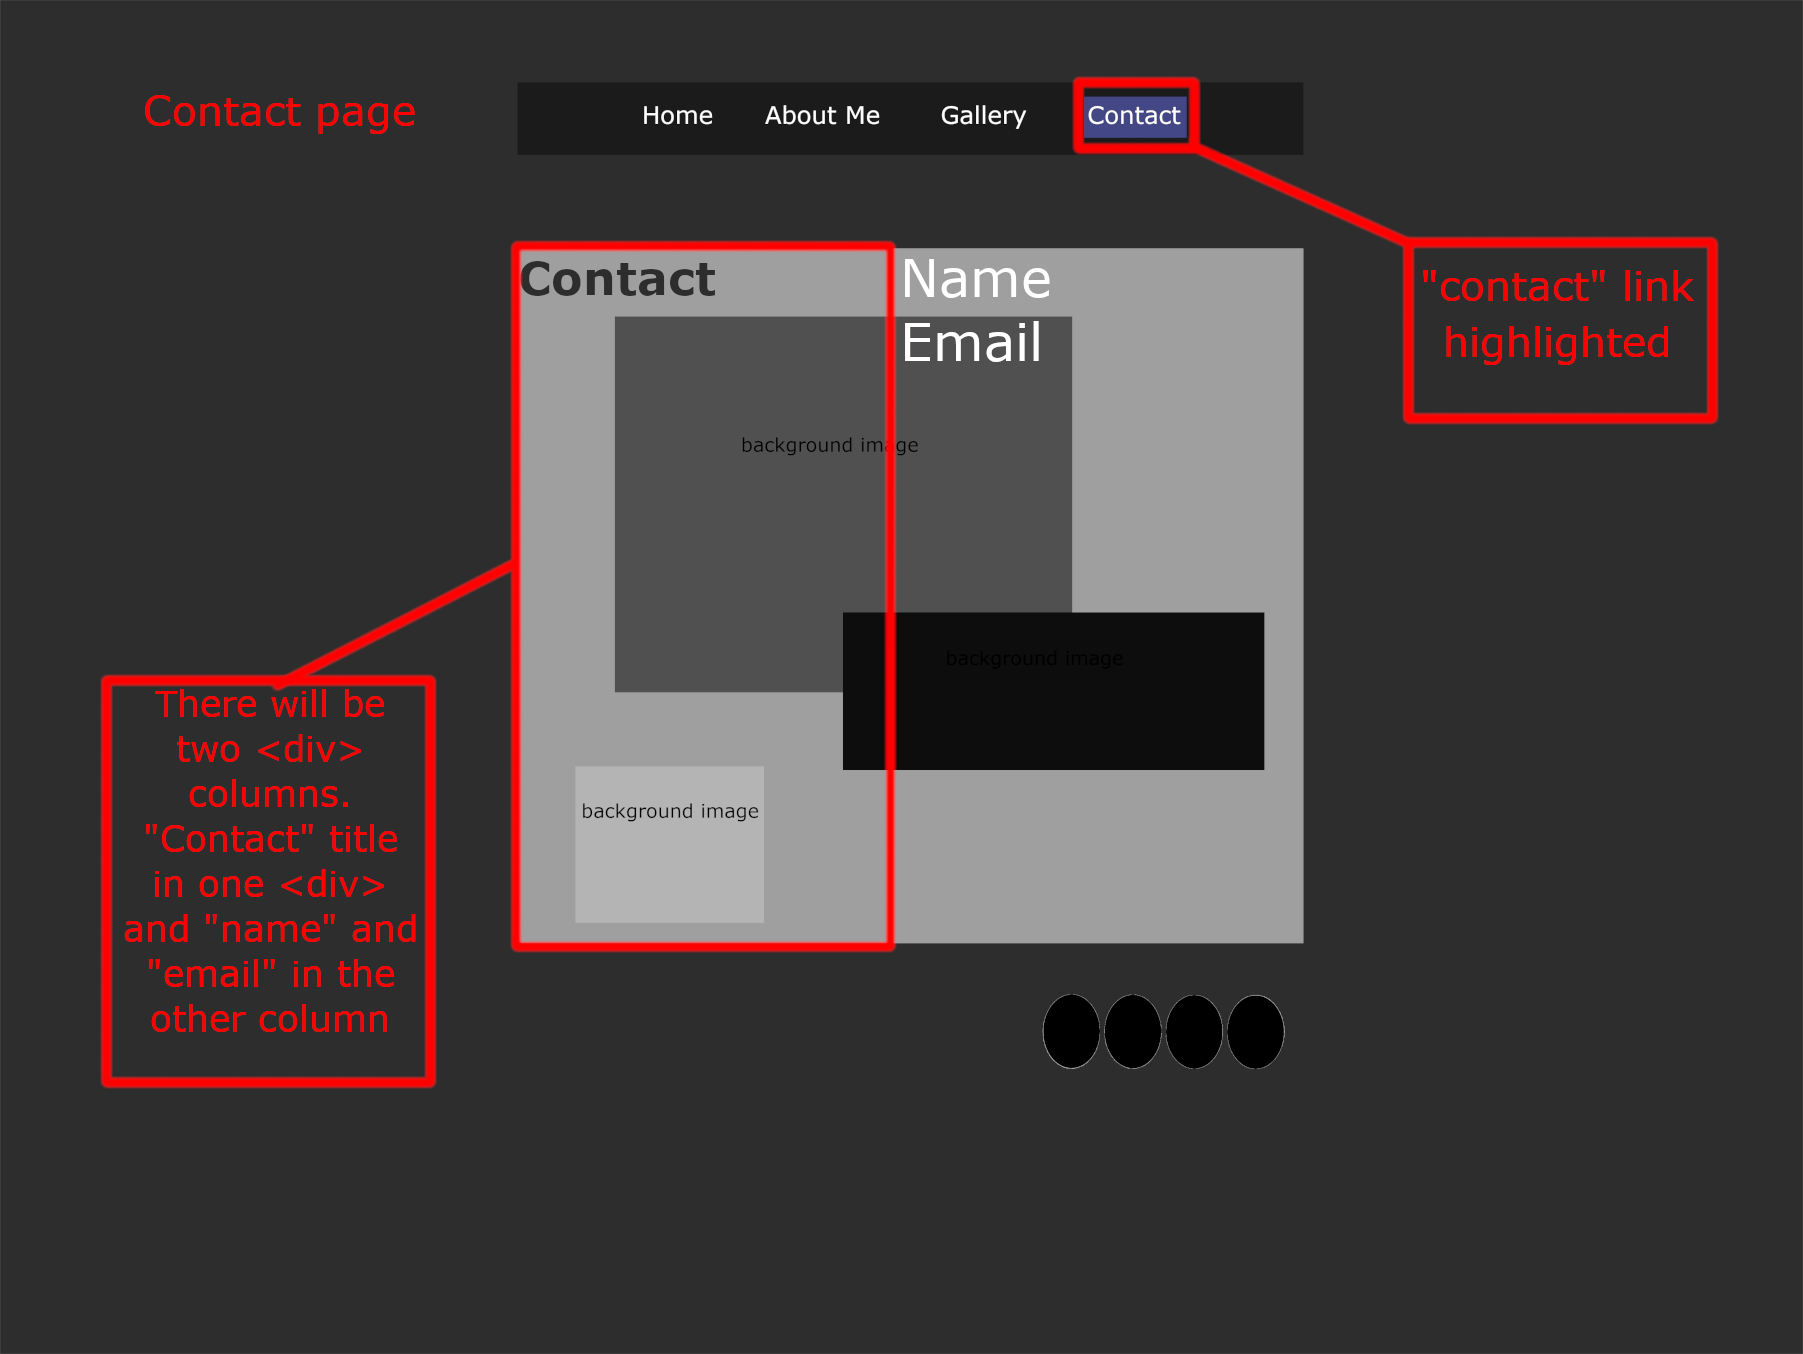 Contact page
Home About Me Gallery Contact
"contact" link
highlighted
Contact
Name
Email
background image
background image
background image
There will be
two <div>
columns.
"Contact" title
in one <div>
and "name" and
"email" in the
other column